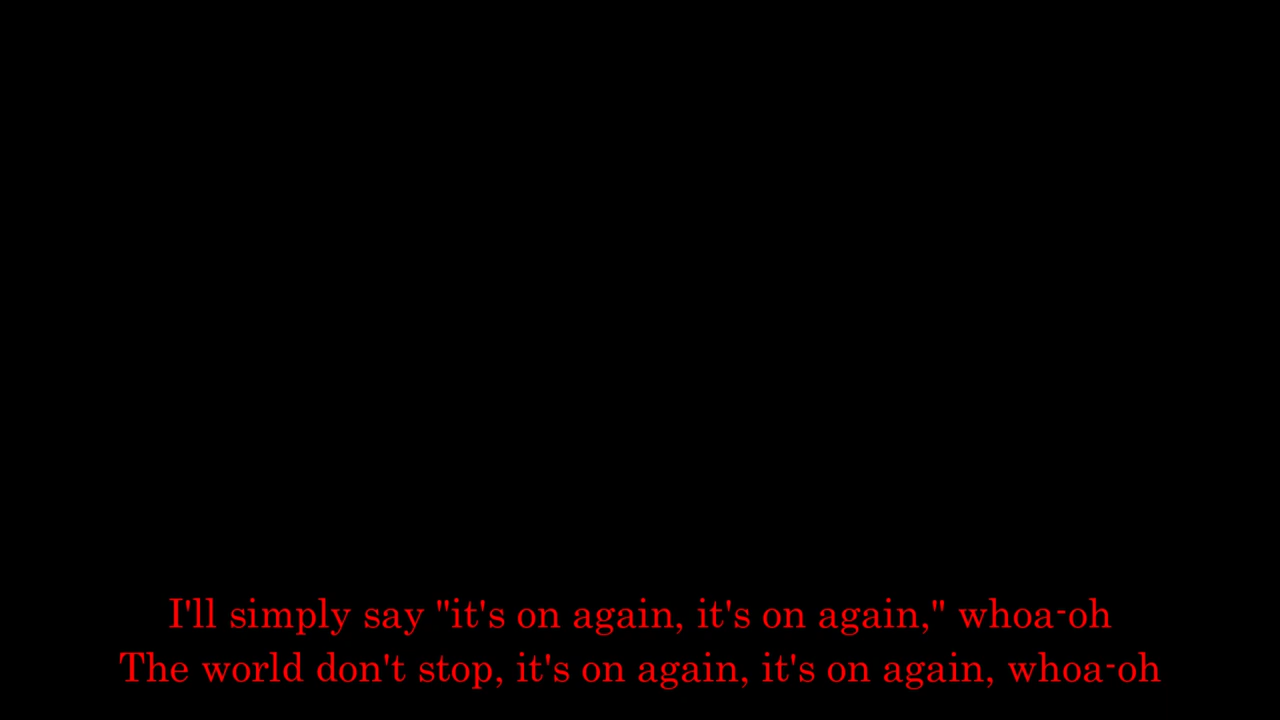 I'll simply say "it's on again, it's on again," whoa-oh
The world don't stop, it's on again, it's on again, whoa-oh